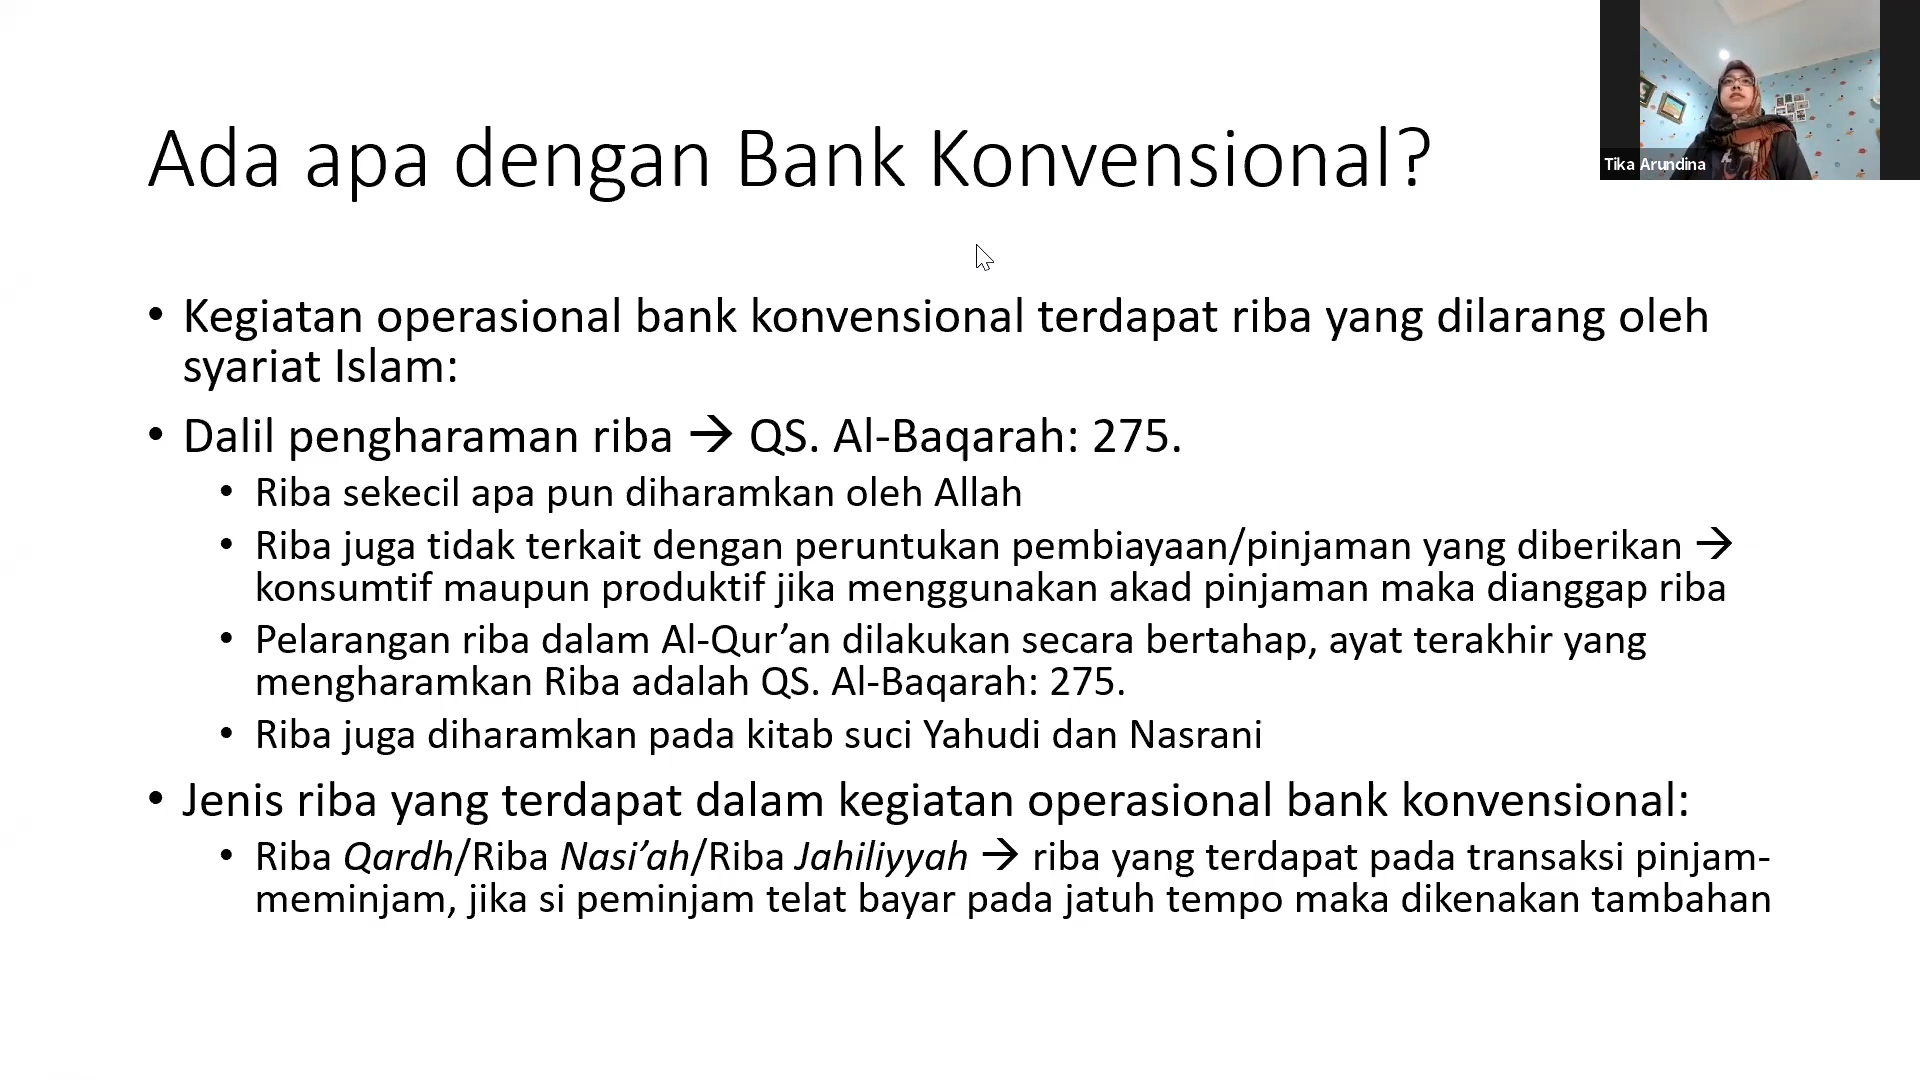 Ada apa dengan Bank Konvensional?
Tika Arundina
• Kegiatan operasional bank konvensional terdapat riba yang dilarang oleh
syariat Islam:
• Dalil pengharaman riba → QS. Al-Baqarah: 275.
• Riba sekecil apa pun diharamkan oleh Allah
• Riba juga tidak terkait dengan peruntukan pembiayaan/pinjaman yang diberikan →
konsumtif maupun produktif jika menggunakan akad pinjaman maka dianggap riba
• Pelarangan riba dalam Al-Qur’an dilakukan secara bertahap, ayat terakhir yang
mengharamkan Riba adalah QS. Al-Baqarah: 275.
• Riba juga diharamkan pada kitab suci Yahudi dan Nasrani
• Jenis riba yang terdapat dalam kegiatan operasional bank konvensional:
• Riba Qardh/Riba Nasi’ah/Riba Jahiliyyah → riba yang terdapat pada transaksi pinjam-
meminjam, jika si peminjam telat bayar pada jatuh tempo maka dikenakan tambahan